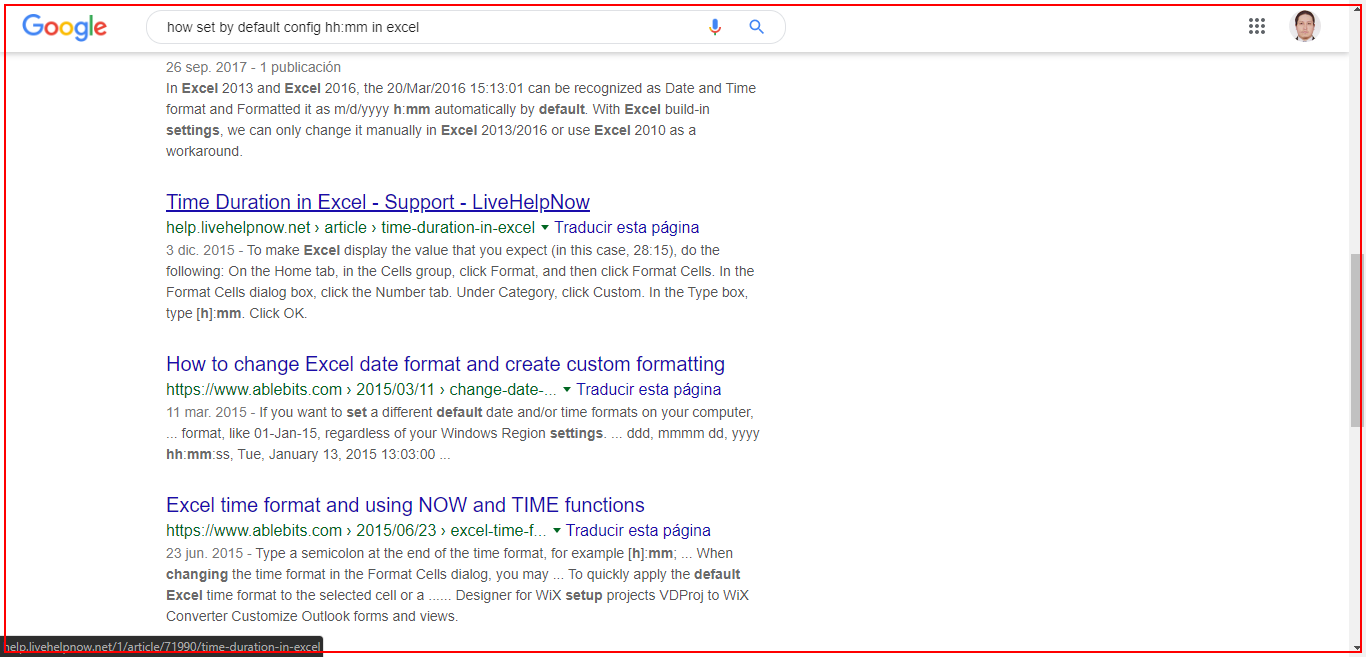 Google
how set by default config hh:mm in excel
26 sep. 2017 - 1 publicación
In Excel 2013 and Excel 2016, the 20/Mar/2016 15:13:01 can be recognized as Date and Time
format and Formatted it as m/d/yyyy h:mm automatically by default. With Excel build-in
settings, we can only change it manually in Excel 2013/2016 or use Excel 2010 as a
workaround.
Time Duration in Excel - Support - LiveHelpNow
help.livehelpnow.net › article › time-duration-in-excel ▾ Traducir esta página
3 dic. 2015 - To make Excel display the value that you expect (in this case, 28:15), do the
following: On the Home tab, in the Cells group, click Format, and then click Format Cells. In the
Format Cells dialog box, click the Number tab. Under Category, click Custom. In the Type box,
type [h]:mm. Click OK.
How to change Excel date format and create custom formatting
https://www.ablebits.com › 2015/03/11 › change-date-... ▾ Traducir esta página
11 mar. 2015 - If you want to set a different default date and/or time formats on your computer,
... format, like 01-Jan-15, regardless of your Windows Region settings. ... ddd, mmmm dd, yyyy
hh:mm:ss, Tue, January 13, 2015 13:03:00 ...
Excel time format and using NOW and TIME functions
https://www.ablebits.com › 2015/06/23 › excel-time-f... ▾ Traducir esta página
23 jun. 2015 - Type a semicolon at the end of the time format, for example [h]:mm; ... When
changing the time format in the Format Cells dialog, you may ... To quickly apply the default
Excel time format to the selected cell or a ...... Designer for WiX setup projects VDProj to WiX
Converter Customize Outlook forms and views.
help.livehelpnow.net/1/article/71990/time-duration-in-excel